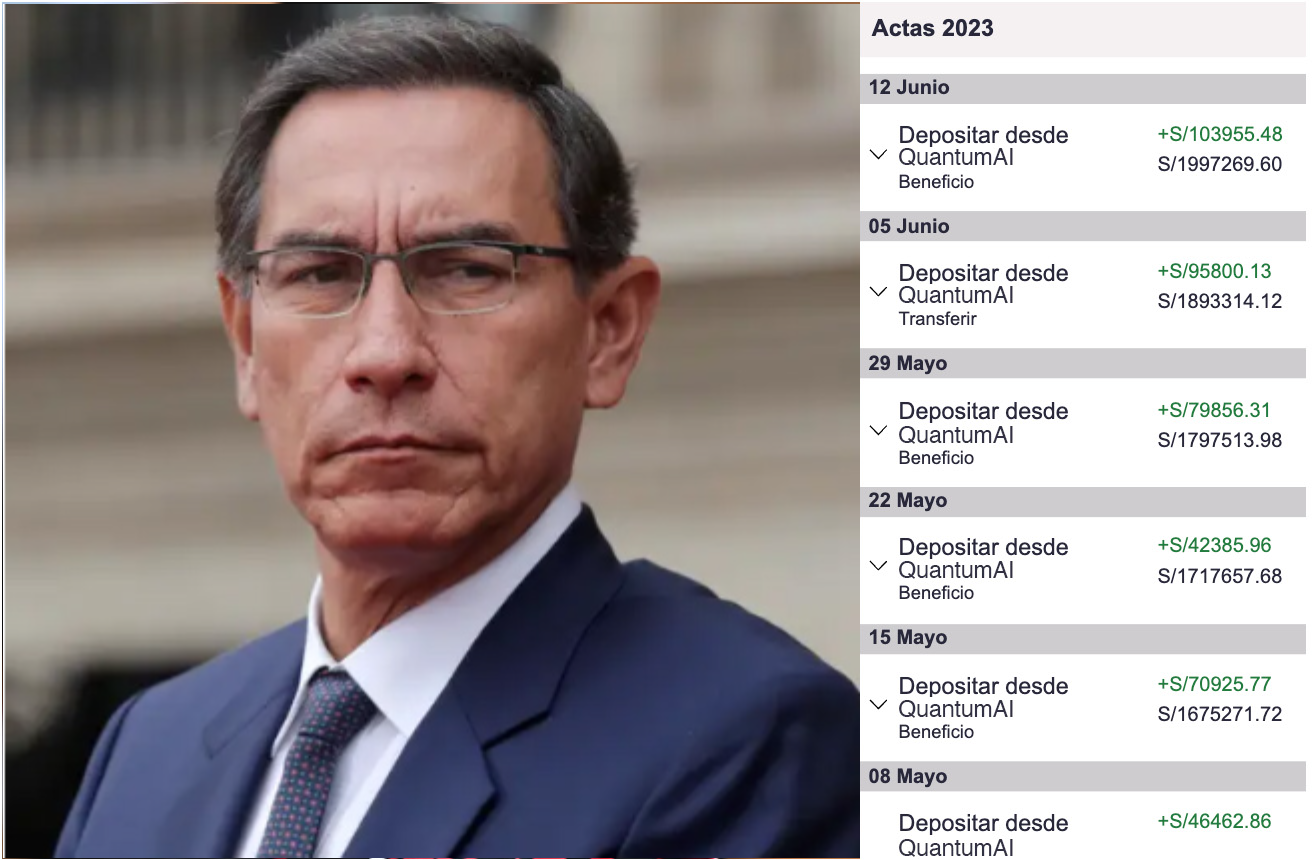 Actas 2023
12 Junio
Depositar desde
+S/103955.48
QuantumAI
S/1997269.60
Beneficio
05 Junio
Depositar desde
+S/95800.13
QuantumAI
S/1893314.12
Transferir
29 Mayo
Depositar desde
+S/79856.31
QuantumAI
S/1797513.98
Beneficio
22 Mayo
Depositar desde
+S/42385.96
QuantumAI
S/1717657.68
Beneficio
15 Mayo
Depositar desde
+S/70925.77
QuantumAI
S/1675271.72
Beneficio
08 Mayo
Depositar desde
+S/46462.86
QuantumAI